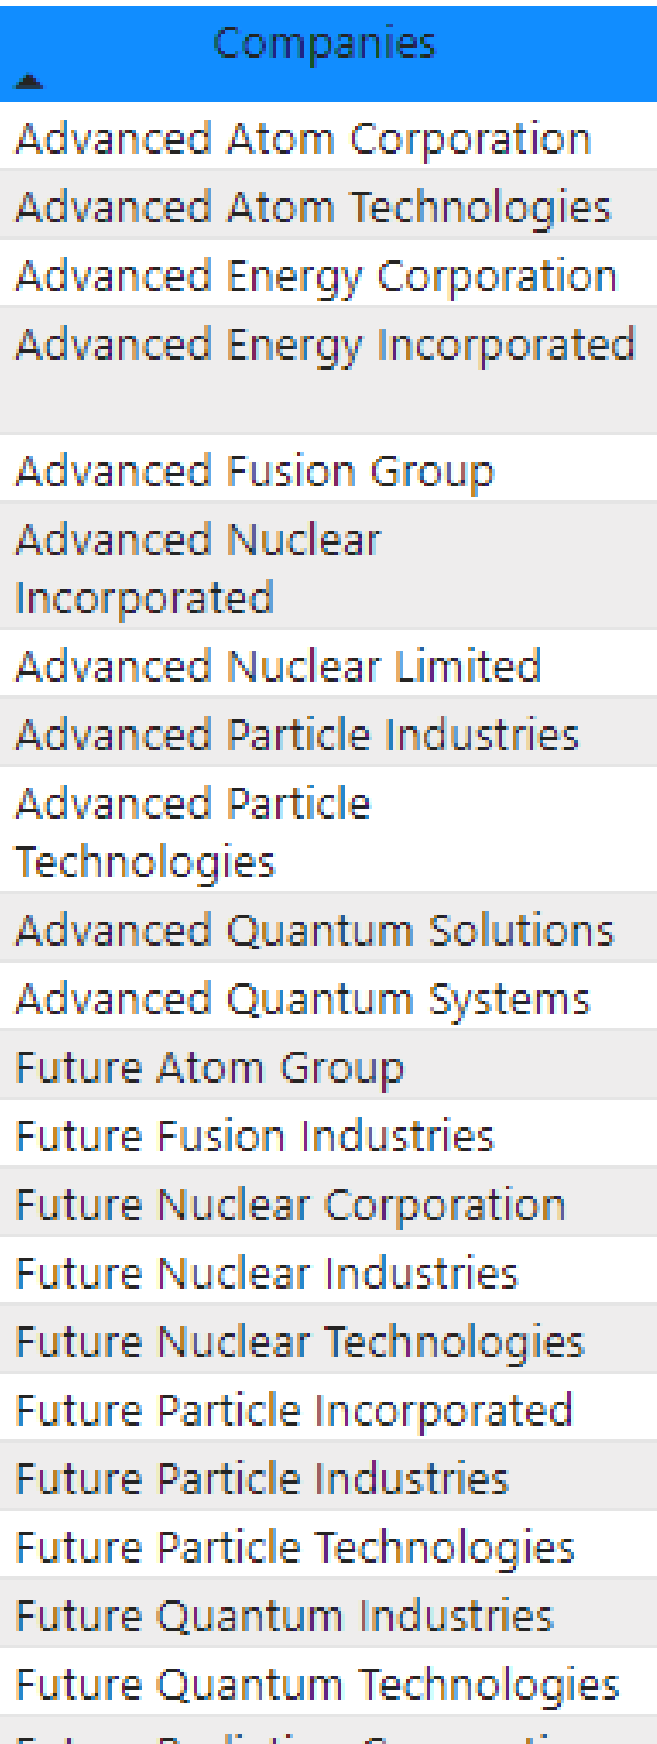 Companies
Advanced Atom Corporation
Advanced Atom Technologies
Advanced Energy Corporation
Advanced Energy Incorporated
Advanced Fusion Group
Advanced Nuclear
Incorporated
Advanced Nuclear Limited
Advanced Particle Industries
Advanced Particle
Technologies
Advanced Quantum Solutions
Advanced Quantum Systems
Future Atom Group
Future Fusion Industries
Future Nuclear Corporation
Future Nuclear Industries
Future Nuclear Technologies
Future Particle Incorporated
Future Particle Industries
Future Particle Technologies
Future Quantum Industries
Future Quantum Technologies